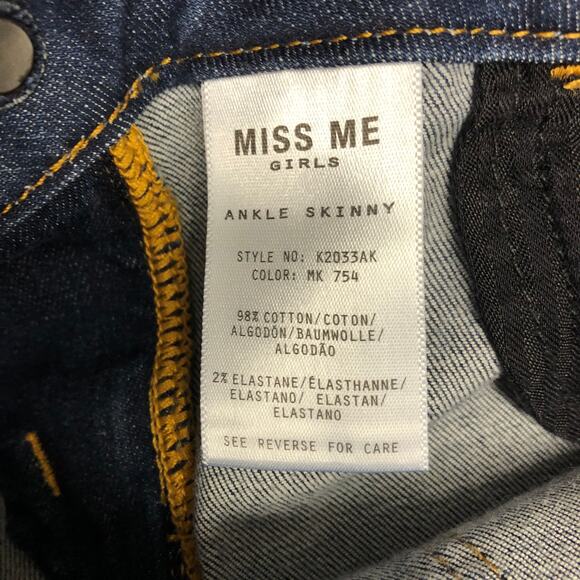 MISS ME
GIRLS
ANKLE SKINNY
STYLE NO: K2033AK
COLOR: MK 754
98% COTTON/COTON/
ALGODÓN/BAUMWOLLE/
ALGODÃO
2% ELASTANE/ÉLASTHANNE/
ELASTANO/ ELASTAN/
ELASTANO
SEE REVERSE FOR CARE